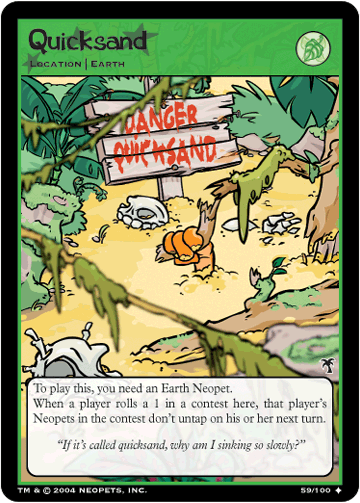 Quicksand
Location | Earth
DANGER
QUICKSAND
To play this, you need an Earth Neopet.
When a player rolls a 1 in a contest here, that player's
Neopets in the contest don't untap on his or her next turn.
"If it's called quicksand, why am I sinking so slowly?"
TM & © 2004 NEOPETS, INC.
59/100 ♦